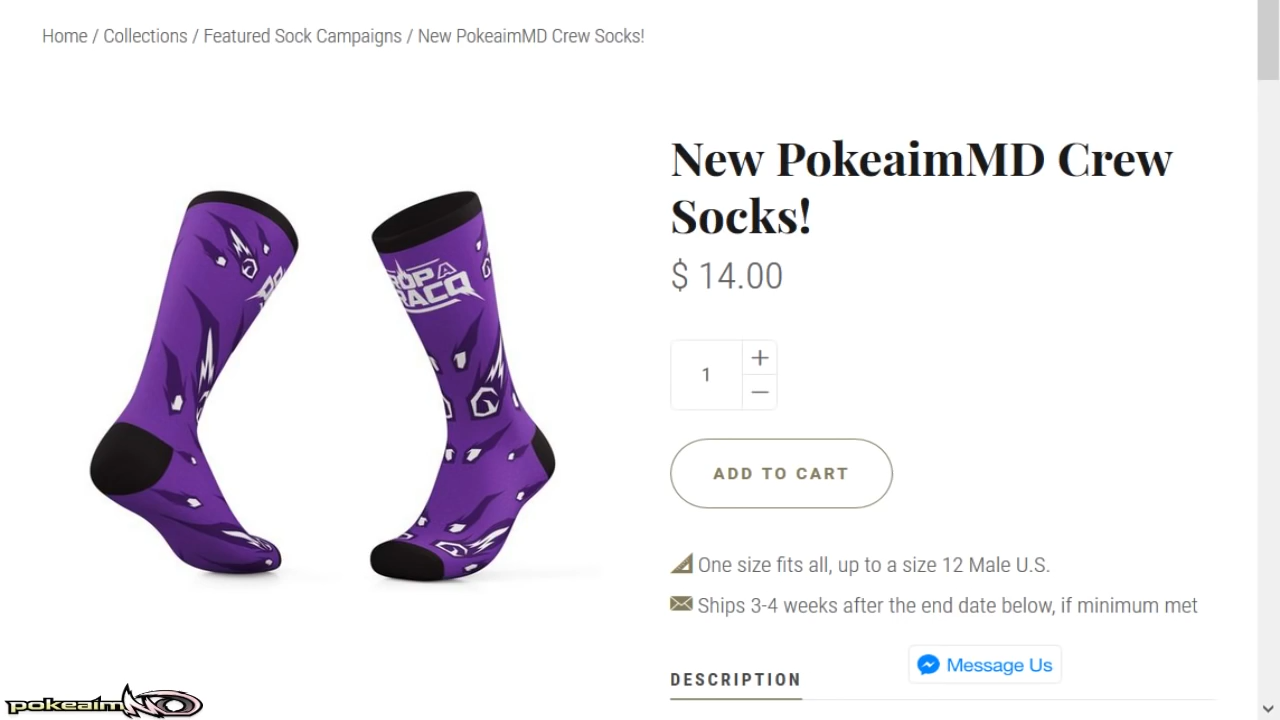 Home / Collections / Featured Sock Campaigns / New PokeaimMD Crew Socks!
New PokeaimMD Crew
Socks!
$ 14.00
1
ADD TO CART
One size fits all, up to a size 12 Male U.S.
Ships 3-4 weeks after the end date below, if minimum met
Message Us
DESCRIPTION